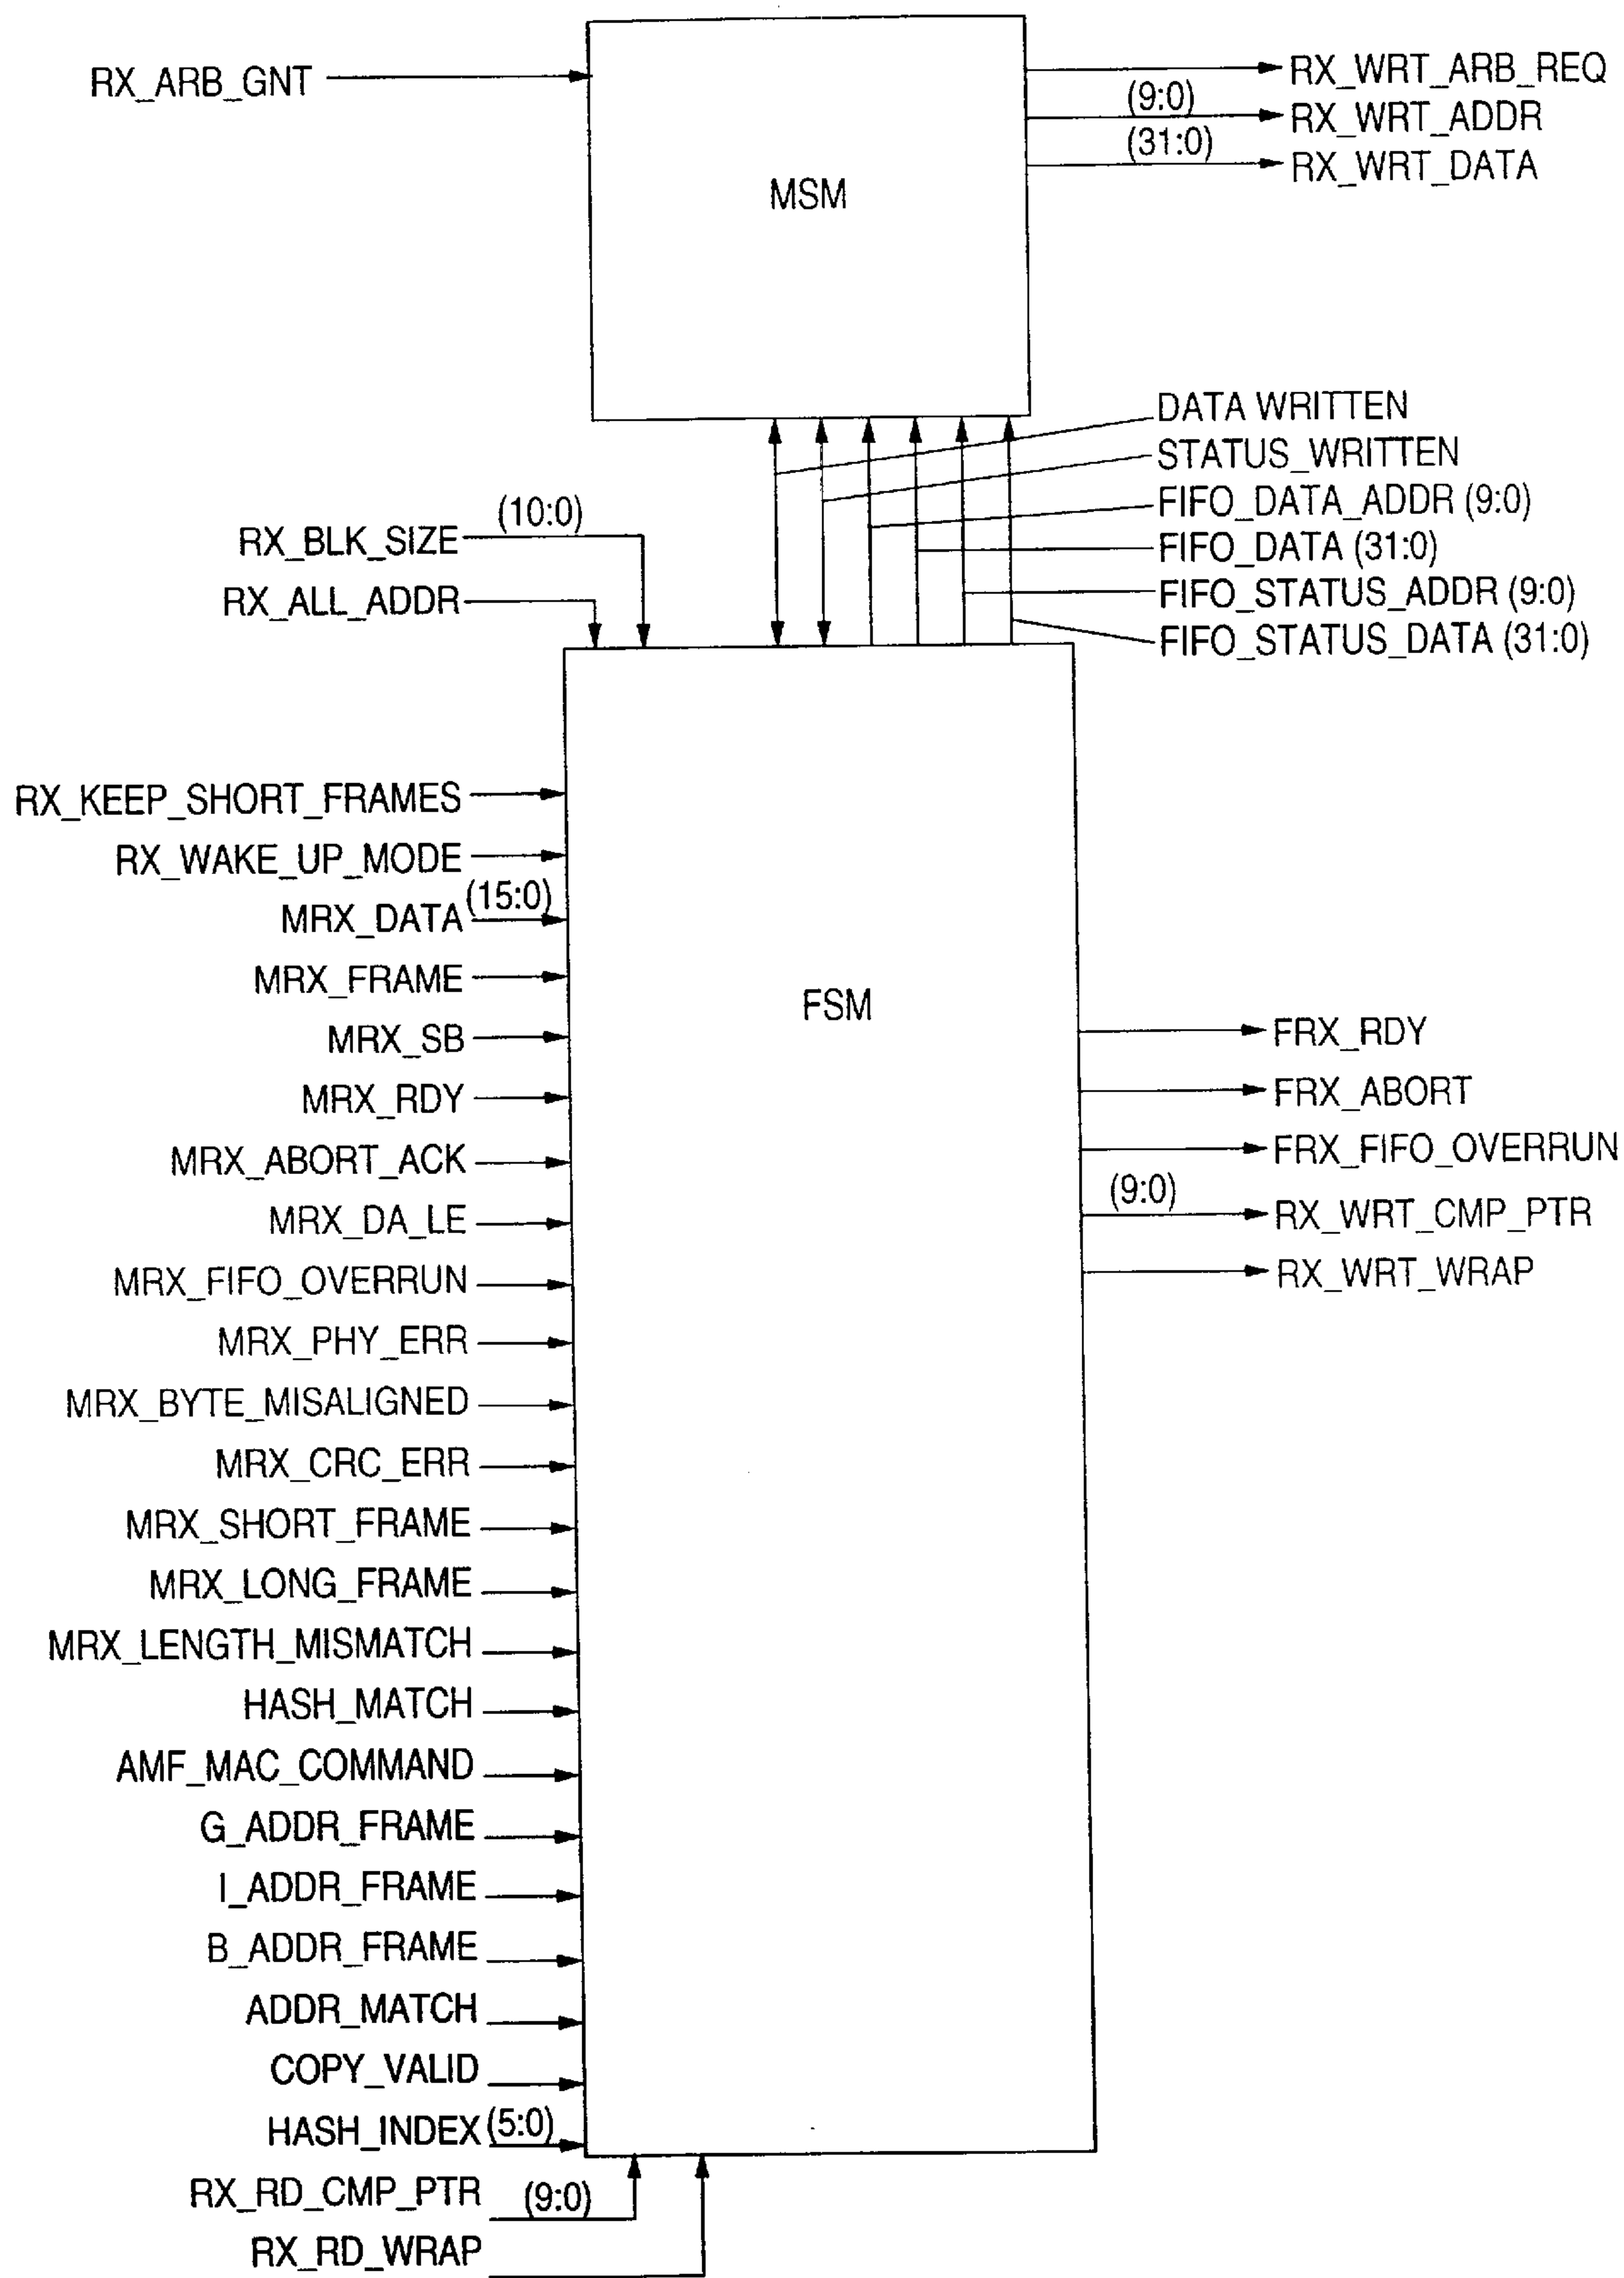 RX_ARB_GNT
RX_WRT_ARB_REQ
(9:0)
RX_WRT_ADDR
(31:0)
RX_WRT_DATA
MSM
DATA WRITTEN
STATUS_WRITTEN
FIFO_DATA_ADDR (9:0)
FIFO_DATA (31:0)
FIFO_STATUS_ADDR (9:0)
FIFO_STATUS_DATA (31:0)
RX_BLK_SIZE (10:0)
RX_ALL_ADDR
RX_KEEP_SHORT_FRAMES
RX_WAKE_UP_MODE
MRX_DATA (15:0)
MRX_FRAME
MRX_SB
MRX_RDY
MRX_ABORT_ACK
MRX_DA_LE
MRX_FIFO_OVERRUN
MRX_PHY_ERR
MRX_BYTE_MISALIGNED
MRX_CRC_ERR
MRX_SHORT_FRAME
MRX_LONG_FRAME
MRX_LENGTH_MISMATCH
HASH_MATCH
AMF_MAC_COMMAND
G_ADDR_FRAME
I_ADDR_FRAME
B_ADDR_FRAME
ADDR_MATCH
COPY_VALID
HASH_INDEX (5:0)
RX_RD_CMP_PTR (9:0)
RX_RD_WRAP
FSM
FRX_RDY
FRX_ABORT
FRX_FIFO_OVERRUN
(9:0)
RX_WRT_CMP_PTR
RX_WRT_WRAP